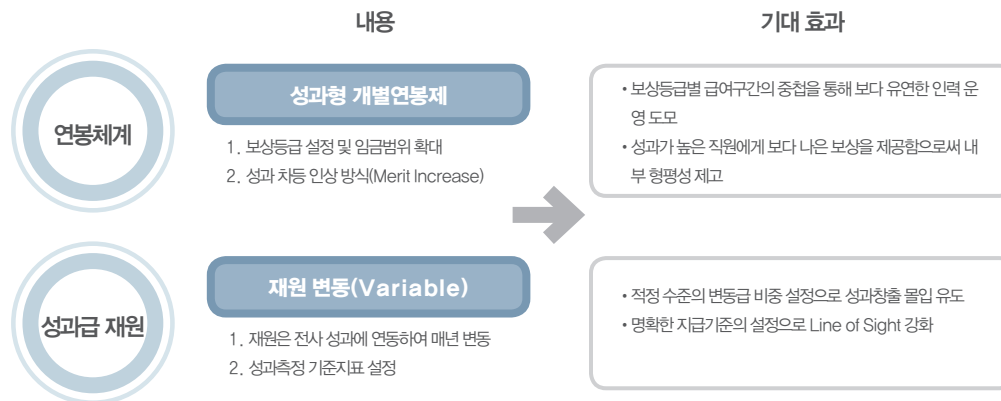 내용
기대 효과
연봉체계
성과형 개별연봉제
1. 보상등급 설정 및 임금범위 확대
2. 성과 차등 인상 방식(Merit Increase)
• 보상등급별 급여구간의 중첩을 통해 보다 유연한 인력 운
영 도모
• 성과가 높은 직원에게 보다 나은 보상을 제공함으로써 내
부 형평성 제고
성과급 재원
재원 변동(Variable)
1. 재원은 전사 성과에 연동하여 매년 변동
2. 성과측정 기준지표 설정
• 적정 수준의 변동급 비중 설정으로 성과창출 몰입 유도
• 명확한 지급기준의 설정으로 Line of Sight 강화